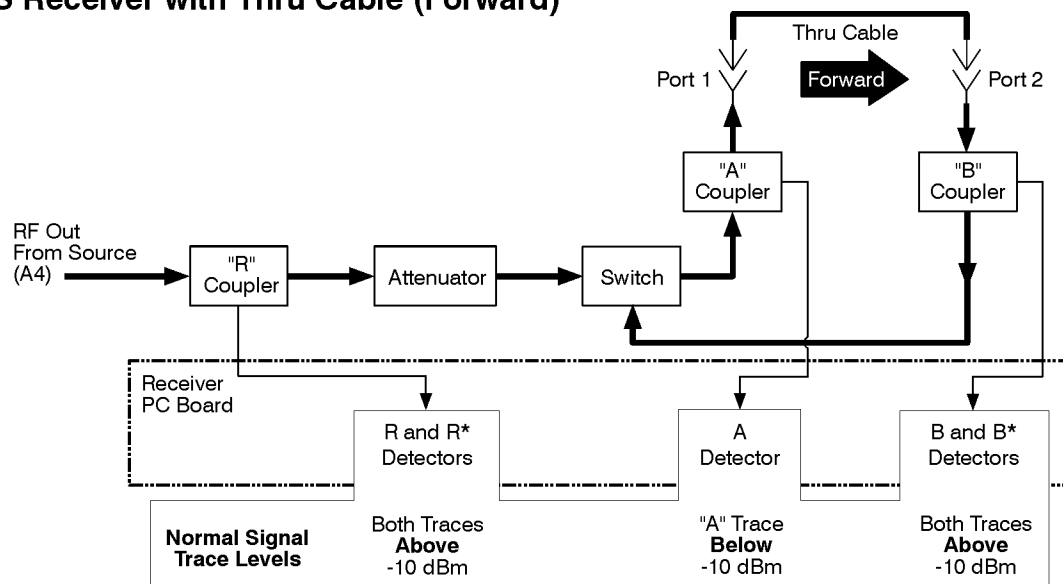 S Receiver with Thru Cable (Forward)
Thru Cable
Port 1
Forward
Port 2
"A"
Coupler
"B"
Coupler
RF Out
From Source
(A4)
"R"
Coupler
Attenuator
Switch
Receiver
PC Board
R and R*
Detectors
A
Detector
B and B*
Detectors
Normal Signal
Trace Levels
Both Traces
Above
-10 dBm
"A" Trace
Below
-10 dBm
Both Traces
Above
-10 dBm